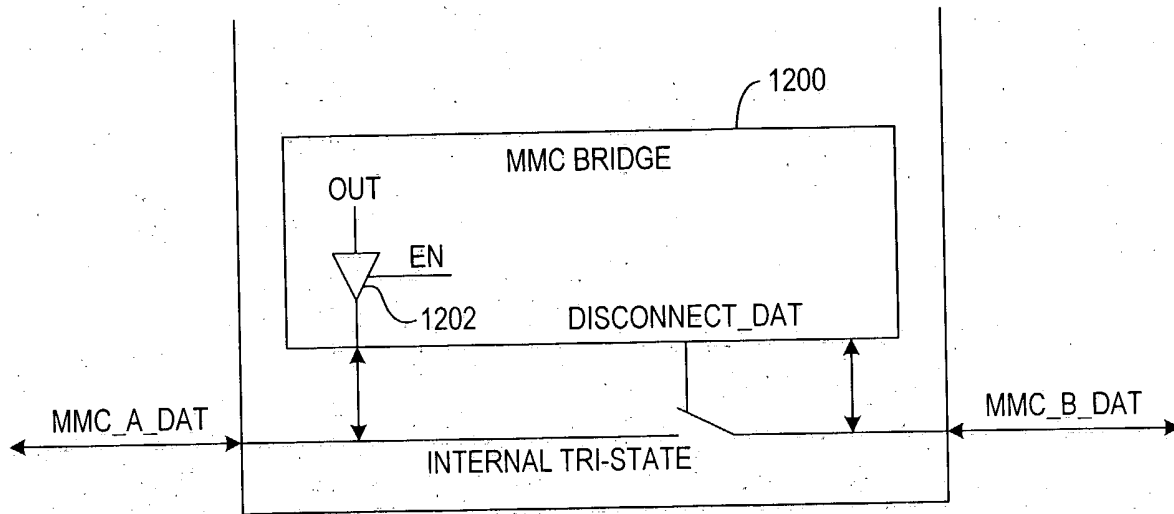 1200
MMC BRIDGE
OUT
EN
1202
DISCONNECT_DAT
MMC_A_DAT
MMC_B_DAT
INTERNAL TRI-STATE